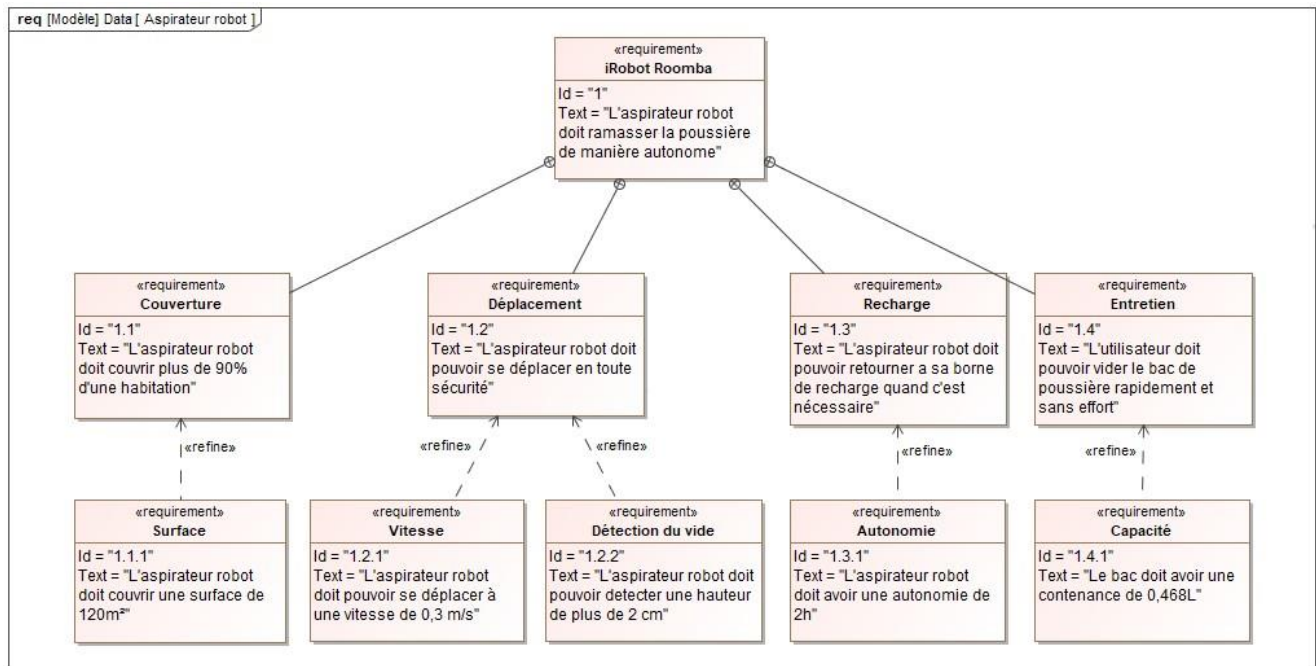 req [Modèle] Data [ Aspirateur robot ]
«requirement»
iRobot Roomba
Id = "1"
Text = "L'aspirateur robot
doit ramasser la poussière
de manière autonome"
«requirement»
Couverture
Id = "1.1"
Text = "L'aspirateur robot
doit couvrir plus de 90%
d'une habitation"
«requirement»
Déplacement
Id = "1.2"
Text = "L'aspirateur robot doit
pouvoir se déplacer en toute
sécurité"
«requirement»
Recharge
Id = "1.3"
Text = "L'aspirateur robot doit
pouvoir retourner a sa borne
de recharge quand c'est
nécessaire"
«requirement»
Entretien
Id = "1.4"
Text = "L'utilisateur doit
pouvoir vider le bac de
poussière rapidement et
sans effort"
«refine»
«refine»
«refine»
«refine»
«refine»
«requirement»
Surface
Id = "1.1.1"
Text = "L'aspirateur robot
doit couvrir une surface de
120m²"
«requirement»
Vitesse
Id = "1.2.1"
Text = "L'aspirateur robot
doit pouvoir se déplacer à
une vitesse de 0,3 m/s"
«requirement»
Détection du vide
Id = "1.2.2"
Text = "L'aspirateur robot doit
pouvoir detecter une hauteur
de plus de 2 cm"
«requirement»
Autonomie
Id = "1.3.1"
Text = "L'aspirateur robot
doit avoir une autonomie de
2h"
«requirement»
Capacité
Id = "1.4.1"
Text = "Le bac doit avoir une
contenance de 0,468L"